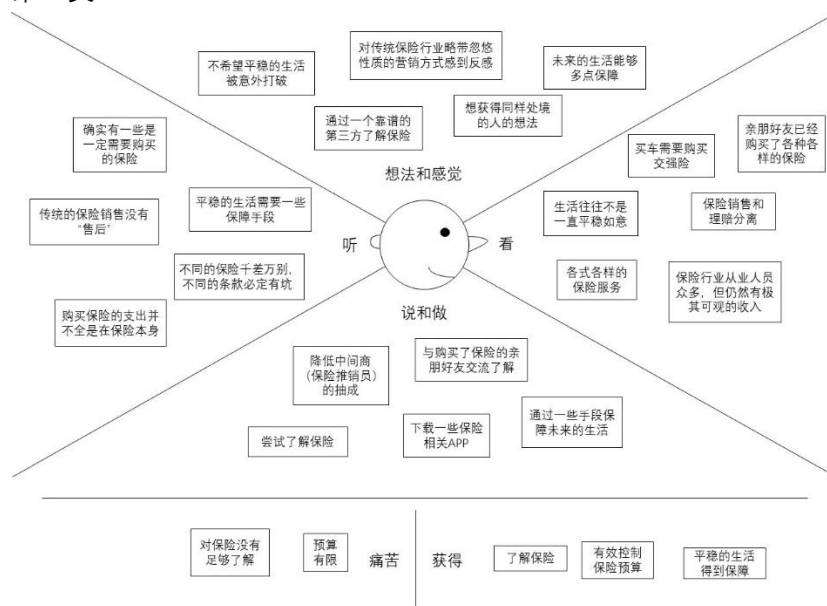 不希望平稳的生活
被意外打破
对传统保险行业略带忽悠
性质的营销方式感到反感
未来的生活能够
多点保障
通过一个靠谱的
第三方了解保险
想获得同样处境
的人的想法
想法和感觉
确实有一些是
一定需要购买
的保险
传统的保险销售没有
“售后”
平稳的生活需要一些
保障手段
不同的保险千差万别，
不同的条款必定有坑
购买保险的支出并
不全是在保险本身
听
看
买车需要购买
交强险
亲朋好友已经
购买了各种各
样的保险
生活往往不是
一直平稳如意
保险销售和
理赔分离
各式各样的
保险服务
保险行业从业人员
众多，但仍然有极
其可观的收入
说和做
降低中间商
（保险推销员）
的抽成
与购买了保险的亲
朋好友交流了解
尝试了解保险
下载一些保险
相关APP
通过一些手段保
障未来的生活
对保险没有
足够了解
预算
有限
痛苦
获得
了解保险
有效控制
保险预算
平稳的生活
得到保障